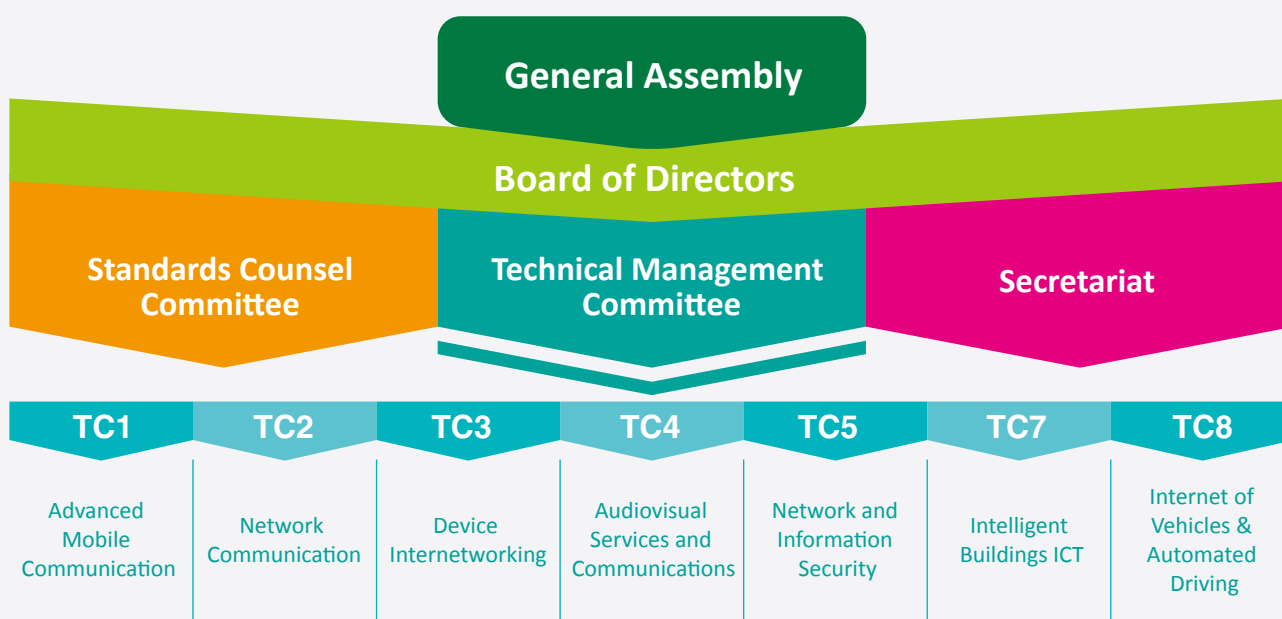 General Assembly
Board of Directors
Standards Counsel
Committee
Technical Management
Committee
Secretariat
TC1
TC2
TC3
TC4
TC5
TC7
TC8
Advanced
Mobile
Communication
Network
Communication
Device
Internetworking
Audiovisual
Services and
Communications
Network and
Information
Security
Intelligent
Buildings ICT
Internet of
Vehicles &
Automated
Driving